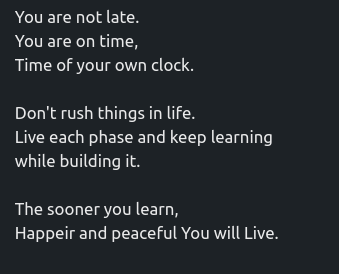 You are not late.
You are on time,
Time of your own clock.
Don't rush things in life.
Live each phase and keep learning
while building it.
The sooner you learn,
Happeir and peaceful You will Live.